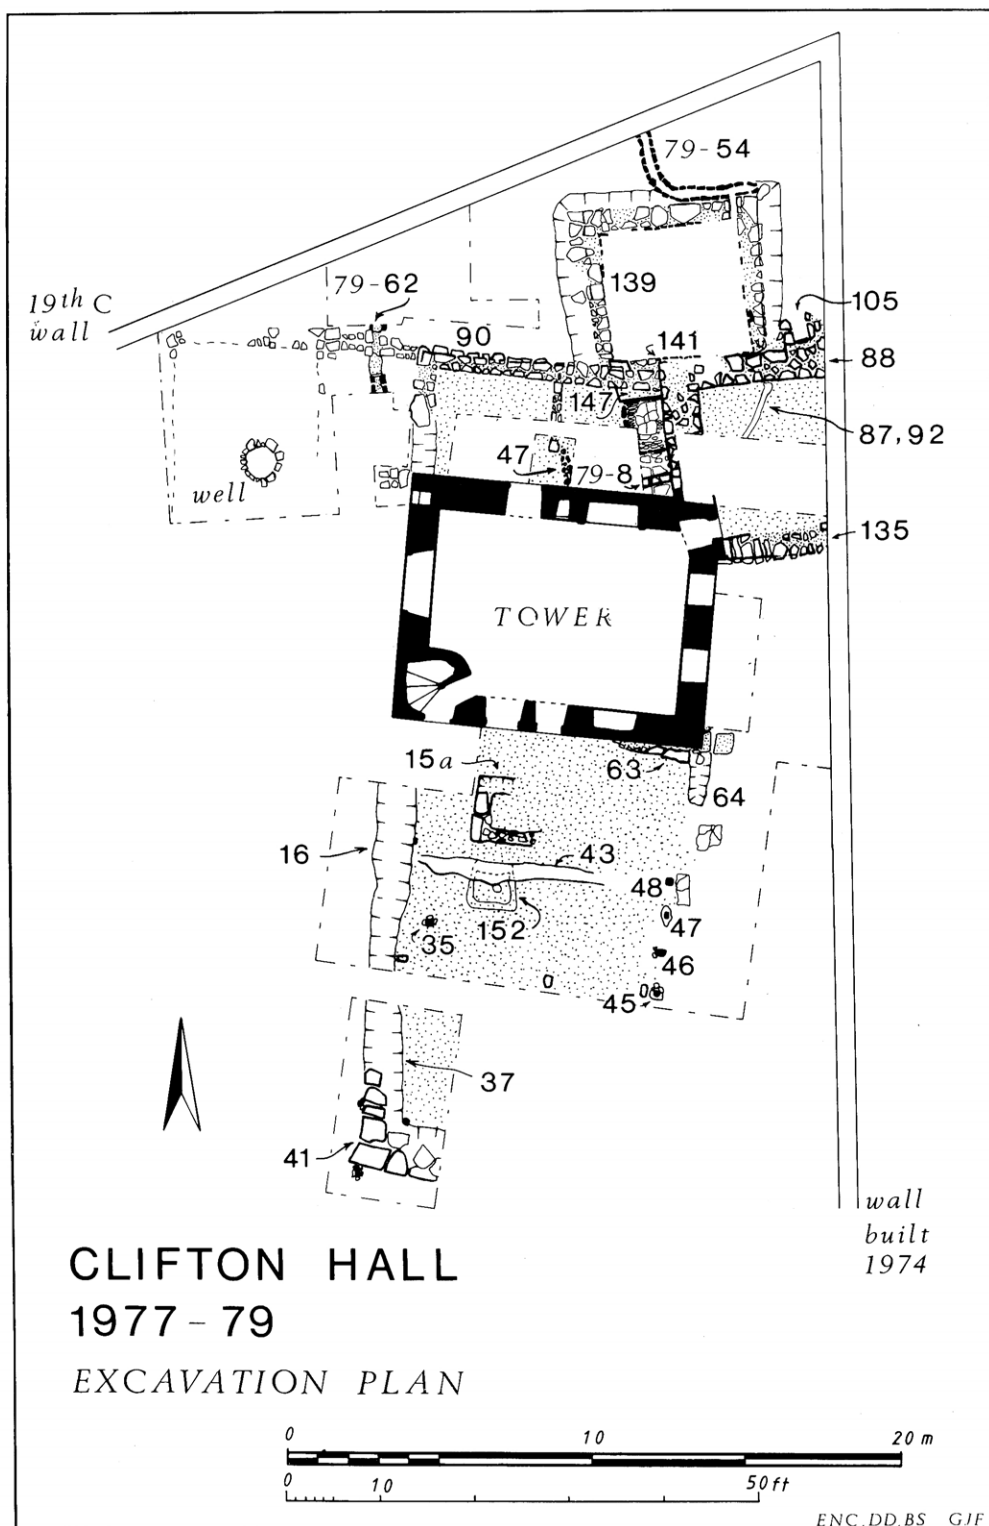 79-54
19th C
wall
79-62
139
105
90
141
88
147
87,92
47
79-8
well
135
TOWER
15a
63
64
16
43
48
47
35
152
46
45
37
41
wall
built
1974
CLIFTON HALL
1977-79
EXCAVATION PLAN
0 10 20 m
0 10 50 ft
ENC.DD.BS GJF